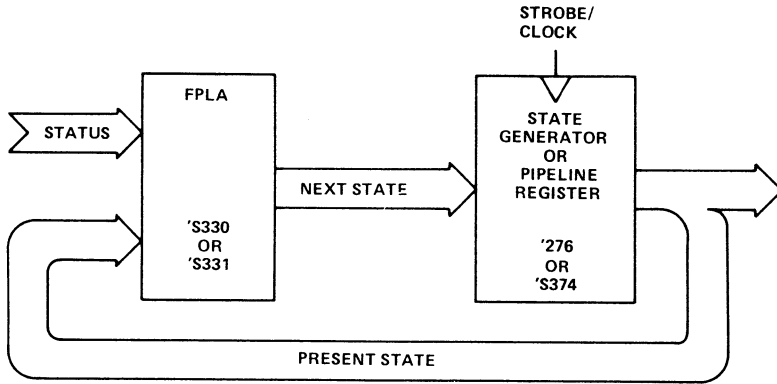 STROBE/
CLOCK
FPLA
STATUS
STATE
GENERATOR
OR
PIPELINE
REGISTER
NEXT STATE
'S330
OR
'S331
'276
OR
'S374
PRESENT STATE